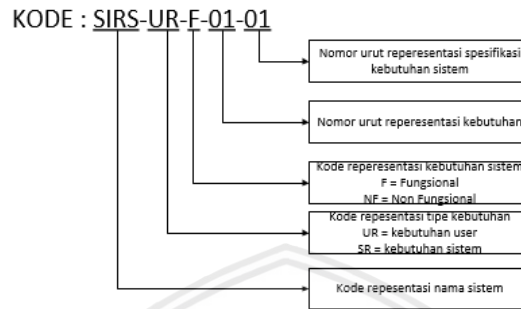 KODE : SIRS-UR-F-01-01
Nomor urut reperesentasi spesifikasi
kebutuhan sistem
Nomor urut reperesentasi kebutuhan
Kode reperesentasi kebutuhan sistem
F = Fungsional
NF = Non Fungsional
Kode repesentasi tipe kebutuhan
UR = kebutuhan user
SR = kebutuhan sistem
Kode repesentasi nama sistem